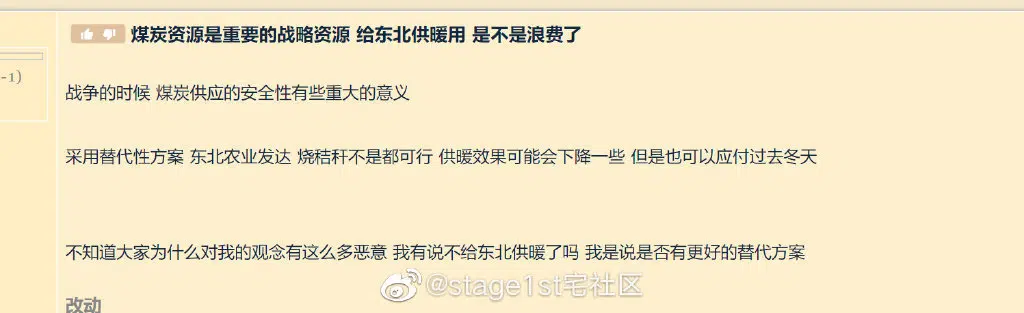 煤炭资源是重要的战略资源 给东北供暖用 是不是浪费了
-1)
战争的时候 煤炭供应的安全性有些重大的意义
采用替代性方案 东北农业发达 烧秸秆不是都可行 供暖效果可能会下降一些 但是也可以应付过去冬天
不知道大家为什么对我的观念有这么多恶意 我有说不给东北供暖了吗 我是说是否有更好的替代方案
@stage1st宅社区
改动